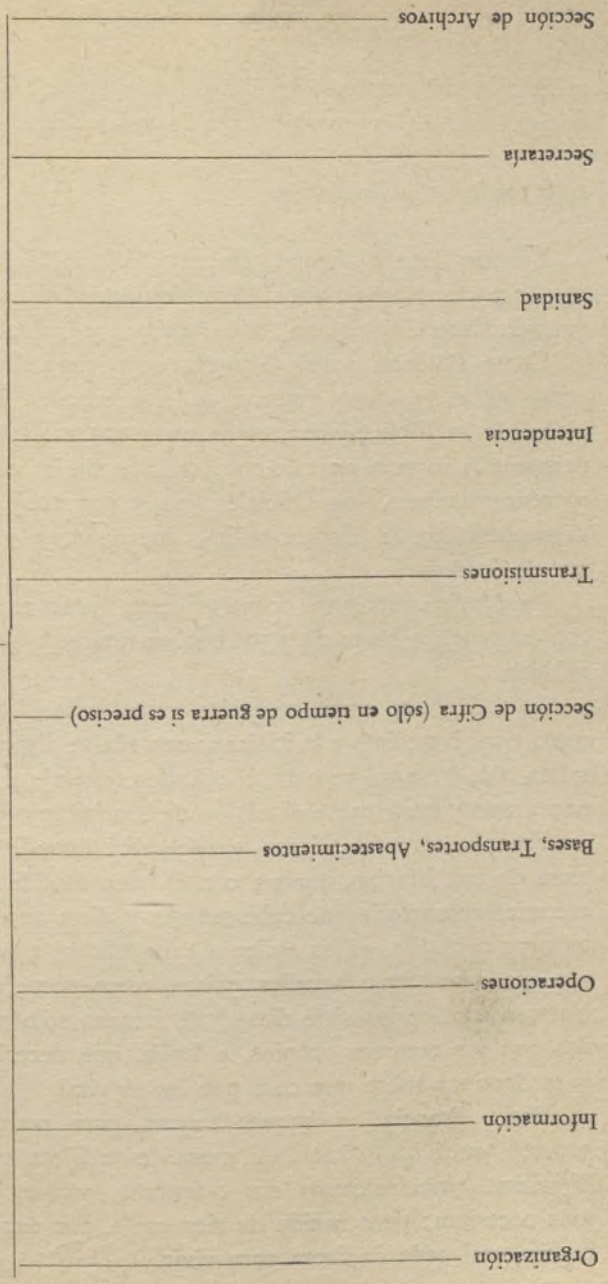 Organización
Información
Operaciones
Bases, Transportes, Abastecimientos
Sección de Cifra (sólo en tiempo de guerra si es preciso)
Transmisiones
Intendencia
Sanidad
Secretaría
Sección de Archivos